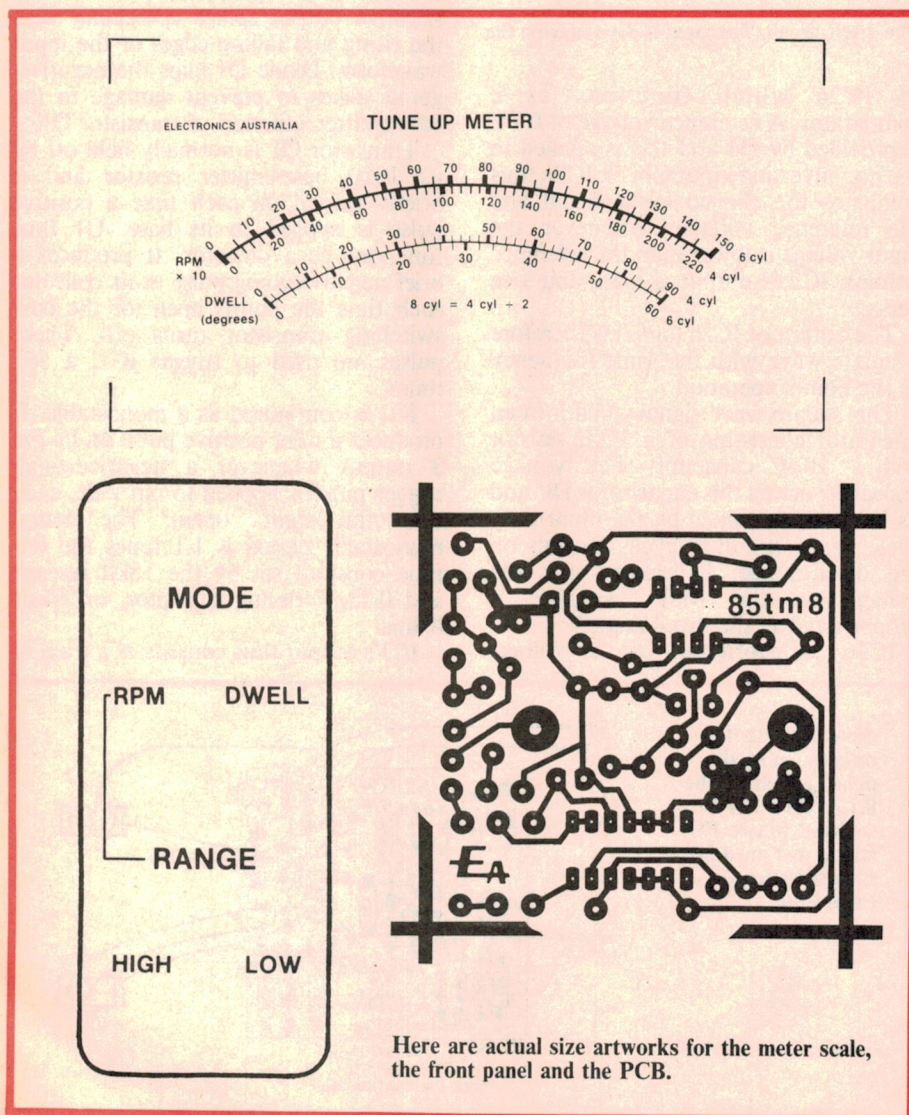 ELECTRONICS AUSTRALIA TUNE UP METER
0 10 20 30 40 50 60 70 80 90 100 110 120 130 140 150 6 cyl
RPM × 10 0 20 40 60 80 100 120 140 160 180 200 220 4 cyl
0 10 20 30 40 50 60 70 80 90 4 cyl
DWELL (degrees) 0 10 20 30 40 50 60 6 cyl
8 cyl = 4 cyl ÷ 2
MODE
RPM DWELL
RANGE
HIGH LOW
85tm8
EA
Here are actual size artworks for the meter scale,
the front panel and the PCB.